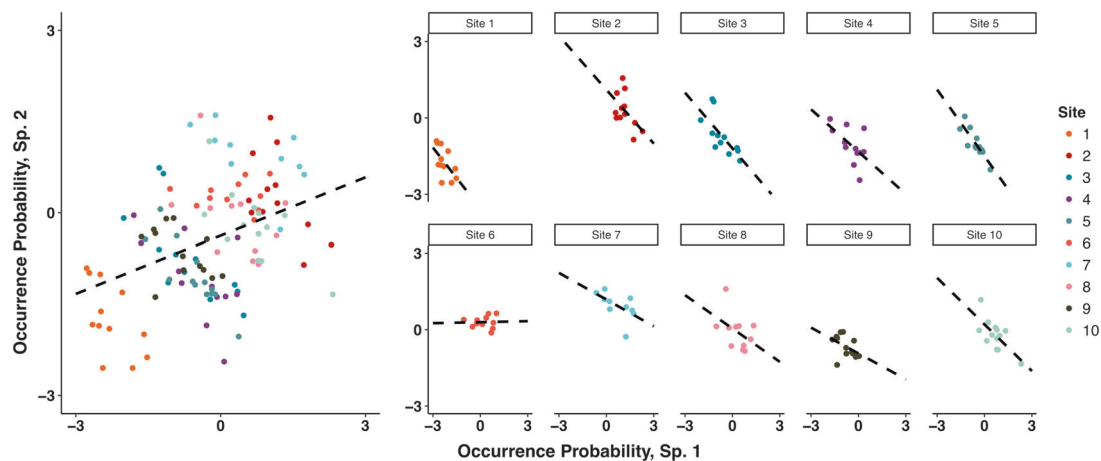 Occurrence Probability, Sp. 2
3
0
−3
−3 0 3
Site 1 Site 2 Site 3 Site 4 Site 5
3
0
−3
Site 6 Site 7 Site 8 Site 9 Site 10
3
0
−3
−3 0 3 −3 0 3 −3 0 3 −3 0 3 −3 0 3
Occurrence Probability, Sp. 1
Site
1
2
3
4
5
6
7
8
9
10